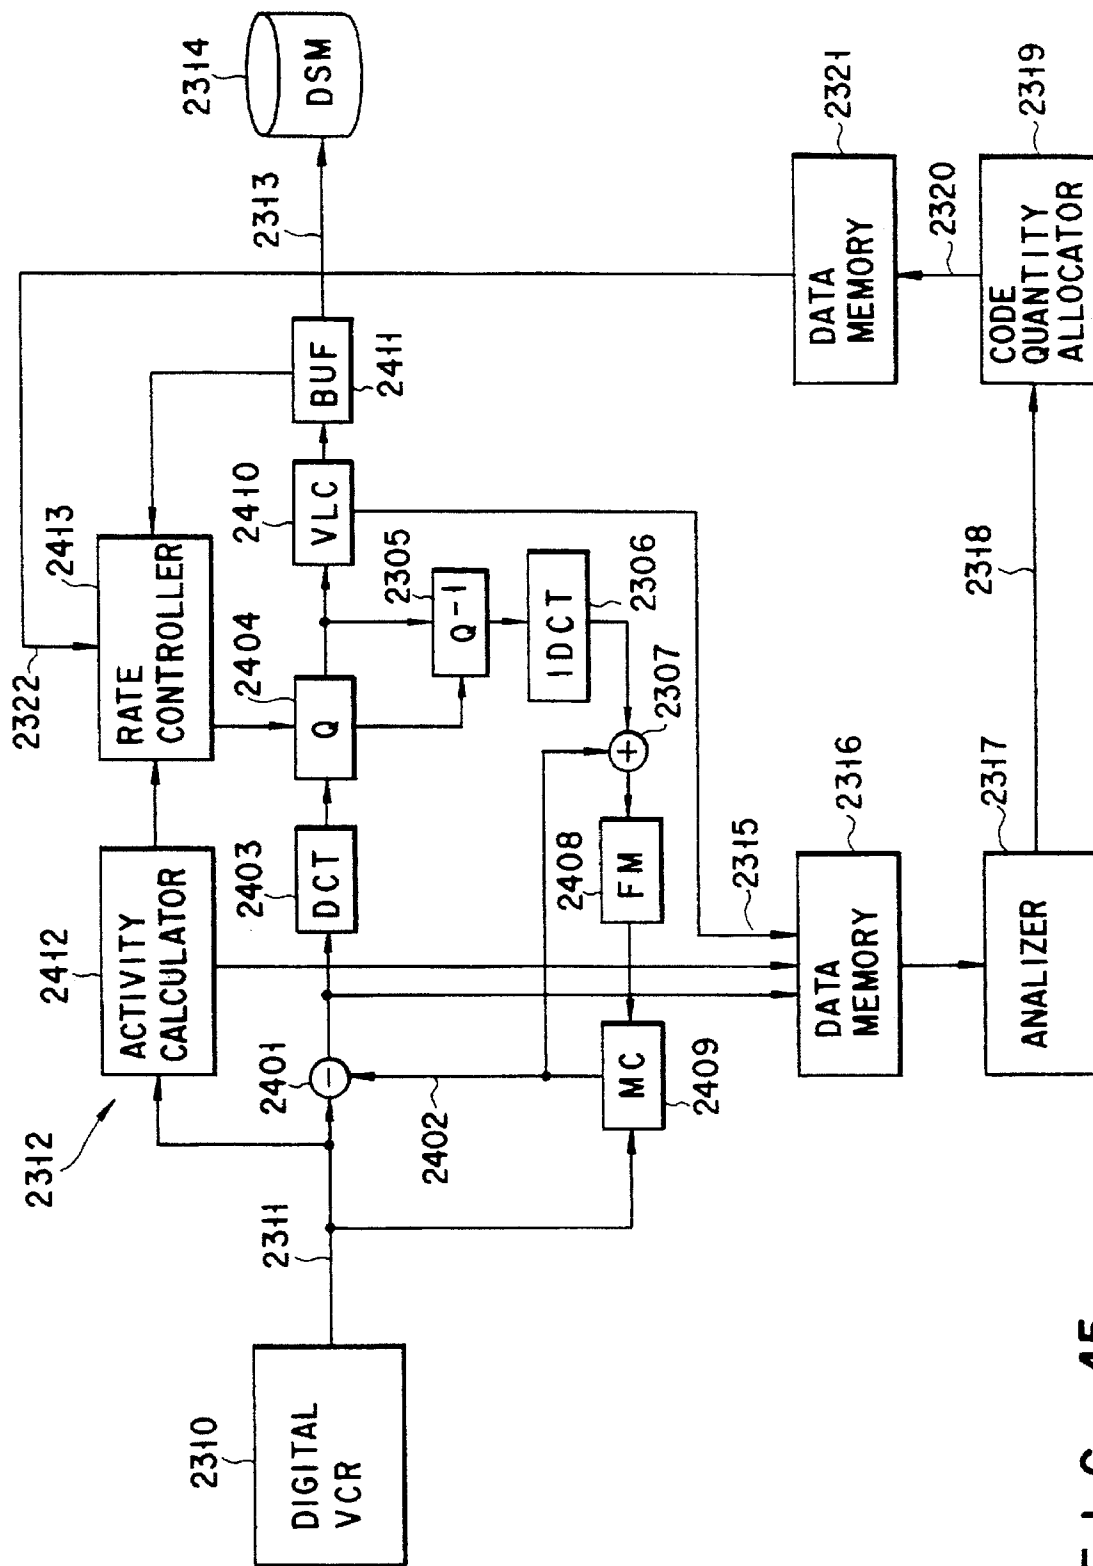 2310
DIGITAL
VCR
2311
2312
2412
ACTIVITY
CALCULATOR
2401
2402
MC
2409
2403
DCT
2408
FM
2307
2322
2413
RATE
CONTROLLER
2404
Q
2305
Q-1
IDCT
2306
2410
VLC
BUF
2411
2313
2314
DSM
2315
2316
DATA
MEMORY
2317
ANALIZER
2318
2319
CODE
QUANTITY
ALLOCATOR
2320
2321
DATA
MEMORY